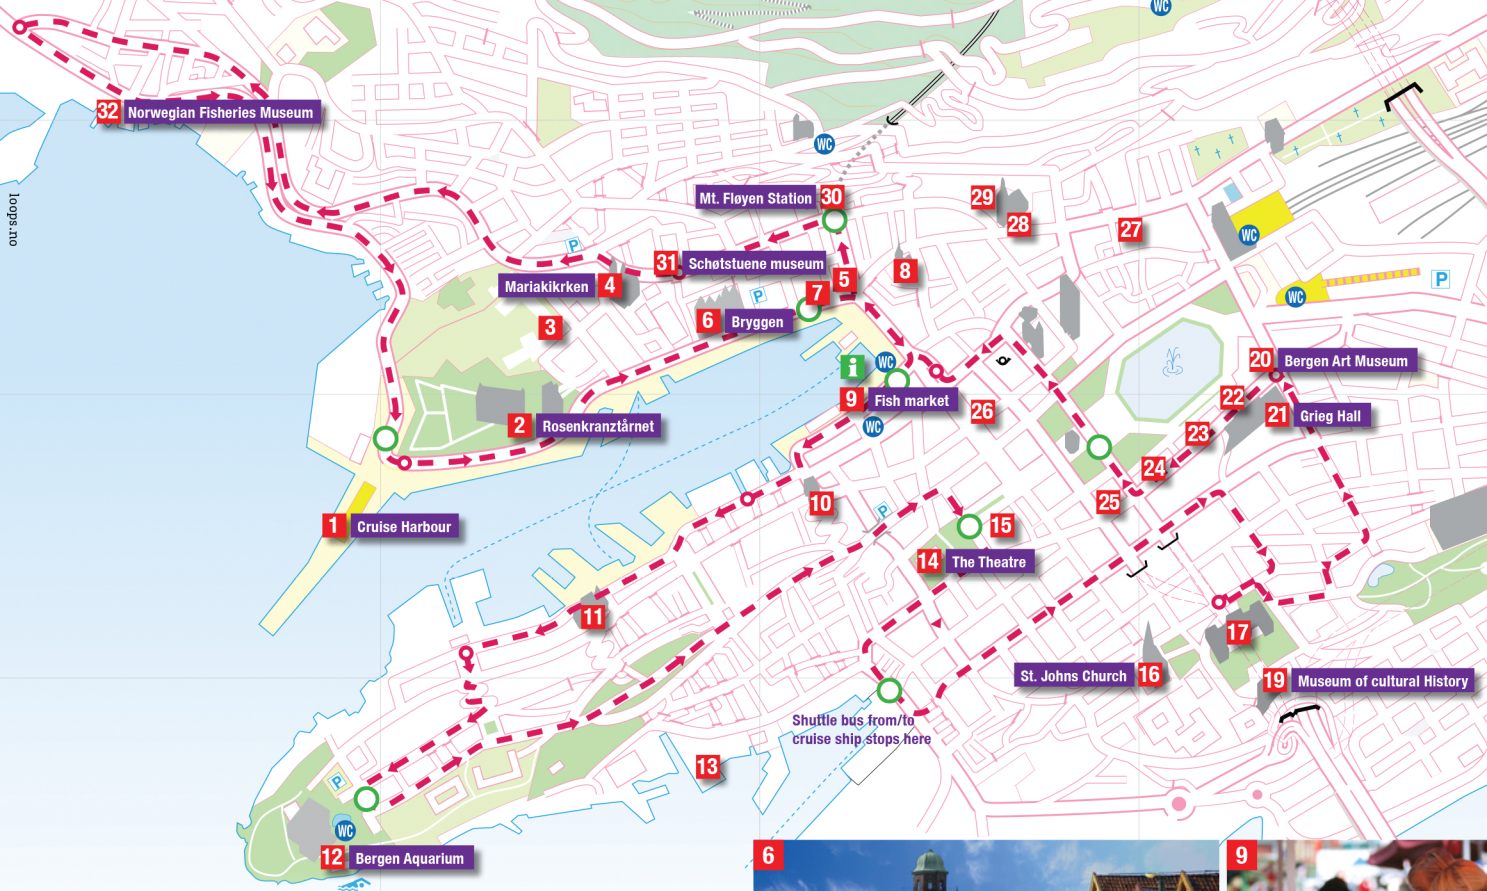 WC
32 Norwegian Fisheries Museum
WC
loops.no
Mt. Fløyen Station 30
29
28
27
WC
P
31 Schøtstuene museum
8
5
Mariakikrken 4
P
7
WC
P
6 Bryggen
3
i
WC
20 Bergen Art Museum
9 Fish market
22
26
21 Grieg Hall
2 Rosenkranztårnet
WC
23
24
10
25
P
1 Cruise Harbour
15
14 The Theatre
11
17
St. Johns Church 16
19 Museum of cultural History
Shuttle bus from/to
cruise ship stops here
13
P
WC
12 Bergen Aquarium
6
9